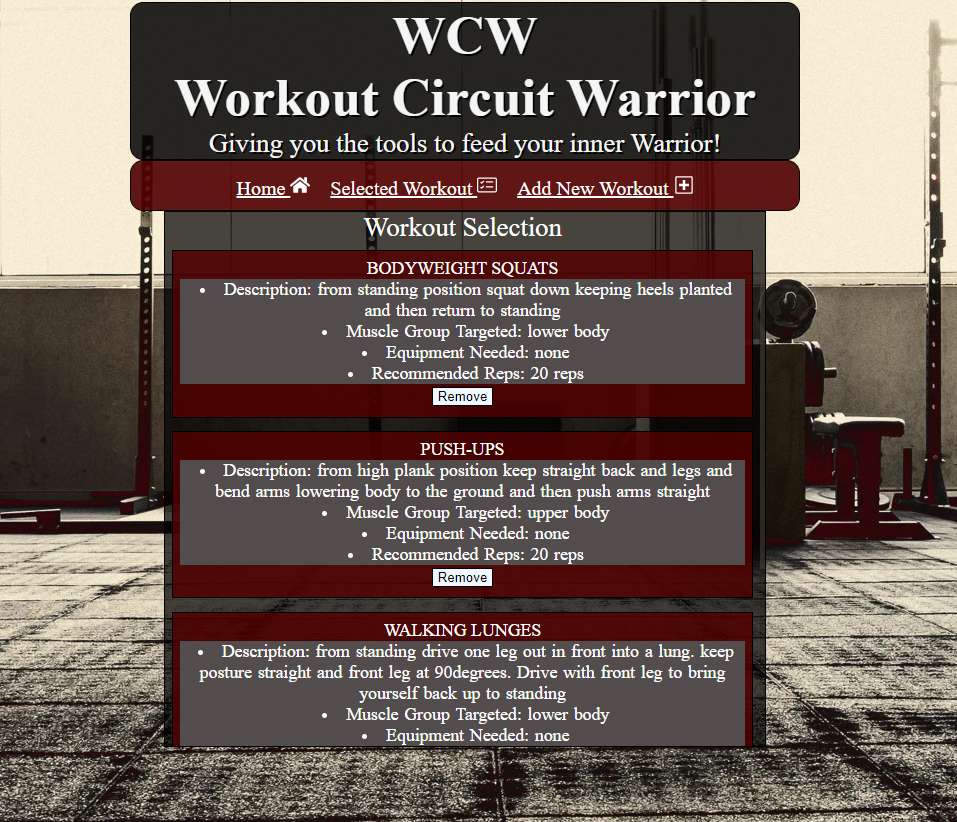 WCW
Workout Circuit Warrior
Giving you the tools to feed your inner Warrior!
Home Selected Workout Add New Workout
Workout Selection
BODYWEIGHT SQUATS
• Description: from standing position squat down keeping heels planted
and then return to standing
• Muscle Group Targeted: lower body
• Equipment Needed: none
• Recommended Reps: 20 reps
Remove
PUSH-UPS
• Description: from high plank position keep straight back and legs and
bend arms lowering body to the ground and then push arms straight
• Muscle Group Targeted: upper body
• Equipment Needed: none
• Recommended Reps: 20 reps
Remove
WALKING LUNGES
• Description: from standing drive one leg out in front into a lung. keep
posture straight and front leg at 90degrees. Drive with front leg to bring
yourself back up to standing
• Muscle Group Targeted: lower body
• Equipment Needed: none